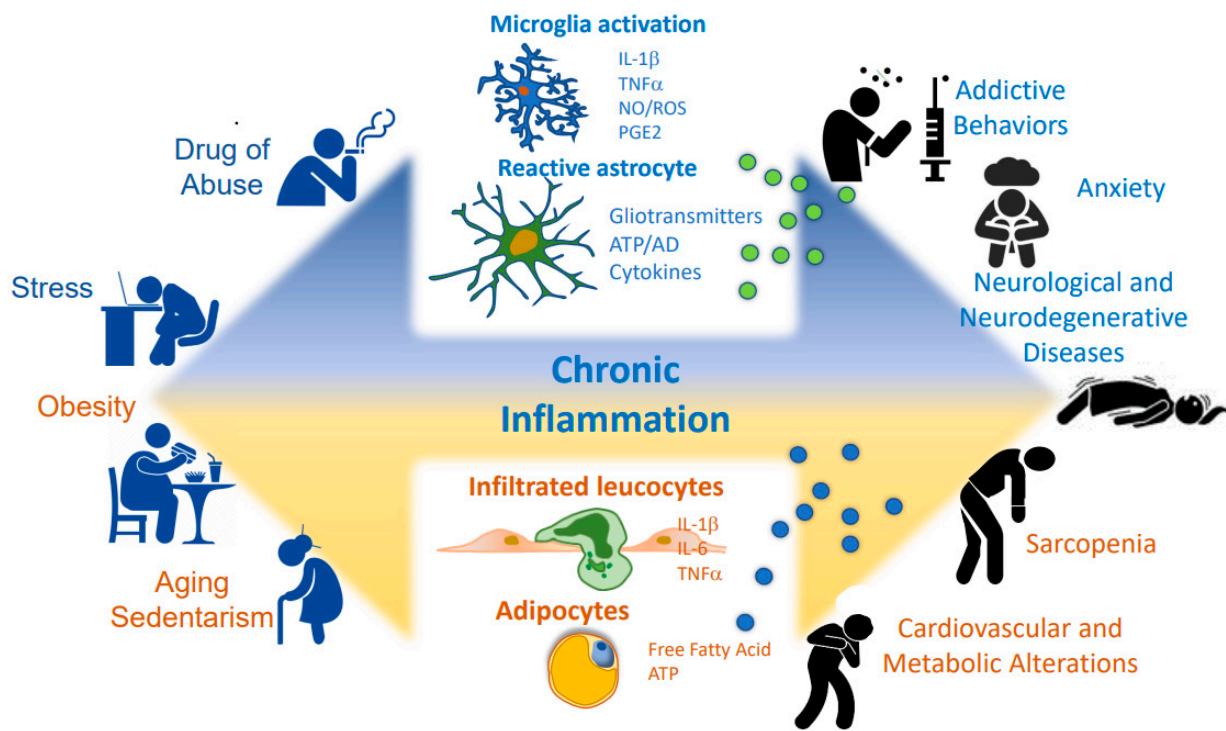 Microglia activation
IL-1β
TNFα
NO/ROS
PGE2
Drug of
Abuse
Reactive astrocyte
Gliotransmitters
ATP/AD
Cytokines
Addictive
Behaviors
Anxiety
Stress
Neurological and
Neurodegenerative
Diseases
Chronic
Inflammation
Obesity
Infiltrated leucocytes
IL-1β
IL-6
TNFα
Sarcopenia
Aging
Sedentarism
Adipocytes
Free Fatty Acid
ATP
Cardiovascular and
Metabolic Alterations